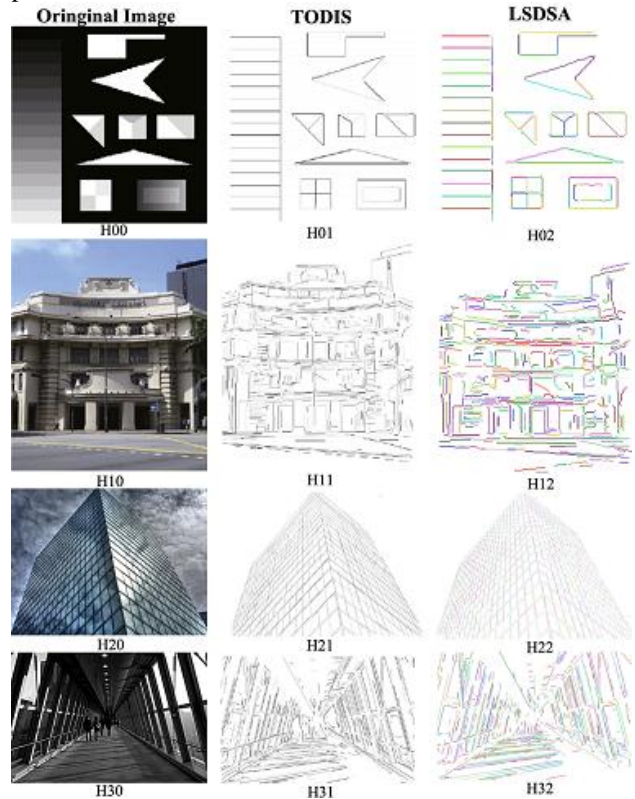 Oringinal Image TODIS LSDSA
H00 H01 H02
H10 H11 H12
H20 H21 H22
H30 H31 H32